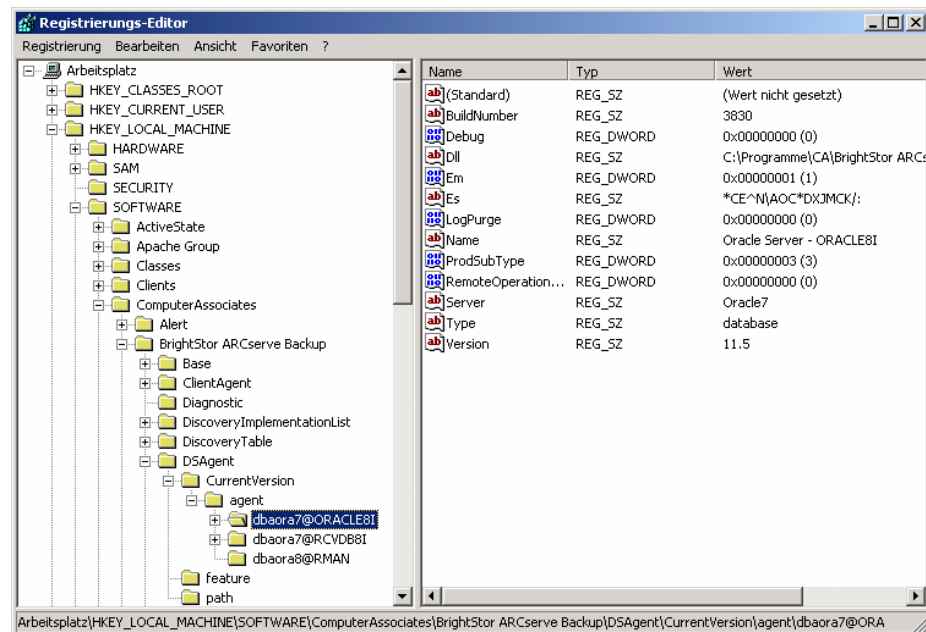 Registrierungs-Editor
Registrierung Bearbeiten Ansicht Favoriten ?
Arbeitsplatz
HKEY_CLASSES_ROOT
HKEY_CURRENT_USER
HKEY_LOCAL_MACHINE
HARDWARE
SAM
SECURITY
SOFTWARE
ActiveState
Apache Group
Classes
Clients
ComputerAssociates
Alert
BrightStor ARCserve Backup
Base
ClientAgent
Diagnostic
DiscoveryImplementationList
DiscoveryTable
DSAgent
CurrentVersion
agent
dbaora7@ORACLE8I
dbaora7@RCVDB8I
dbaora8@RMAN
feature
path
Name Typ Wert
(Standard) REG_SZ (Wert nicht gesetzt)
BuildNumber REG_SZ 3830
Debug REG_DWORD 0x00000000 (0)
Dll REG_SZ C:\Programme\CA\BrightStor ARCs
Em REG_DWORD 0x00000001 (1)
Es REG_SZ *CE^N\AOC*DXJMCK/:
LogPurge REG_DWORD 0x00000000 (0)
Name REG_SZ Oracle Server - ORACLE8I
ProdSubType REG_DWORD 0x00000003 (3)
RemoteOperation... REG_DWORD 0x00000000 (0)
Server REG_SZ Oracle7
Type REG_SZ database
Version REG_SZ 11.5
Arbeitsplatz\HKEY_LOCAL_MACHINE\SOFTWARE\ComputerAssociates\BrightStor ARCserve Backup\DSAgent\CurrentVersion\agent\dbaora7@ORA